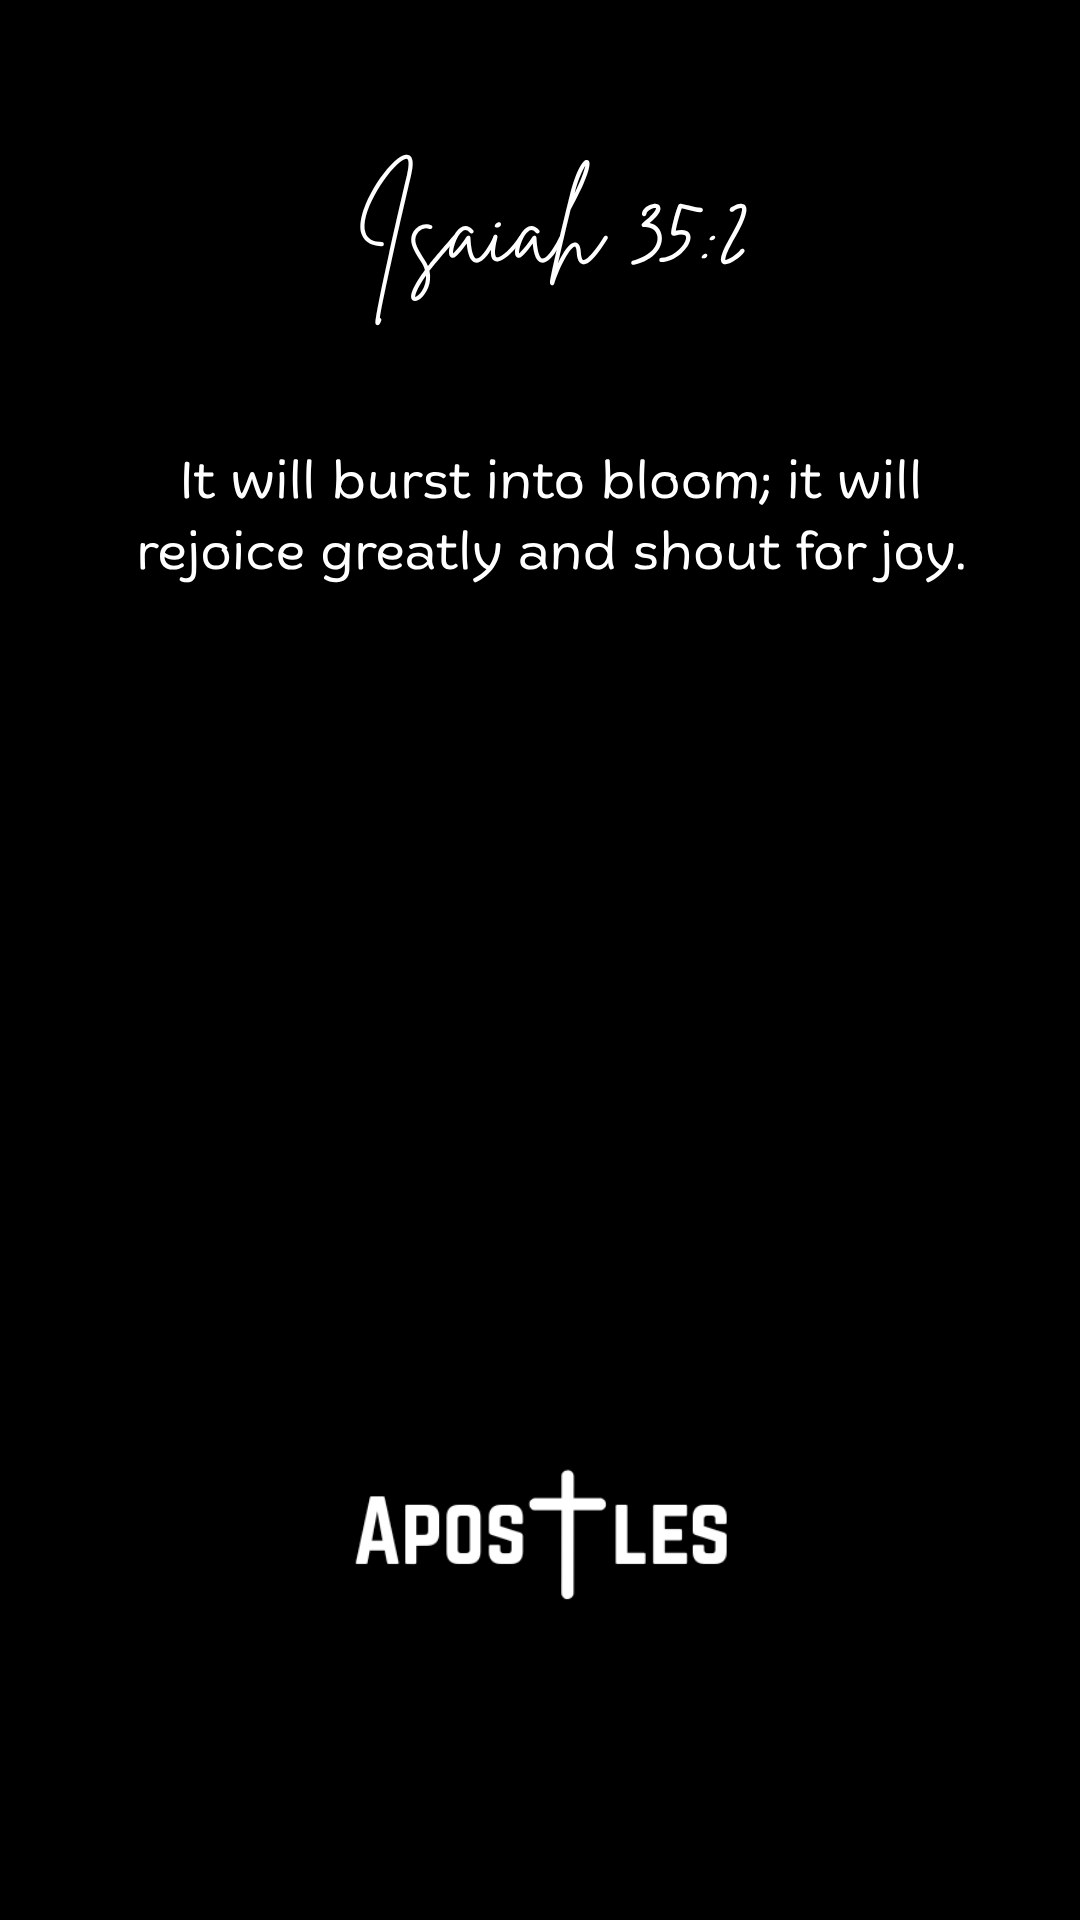 Isaiah 35:2
It will burst into bloom; it will
rejoice greatly and shout for joy.
APOSTLES